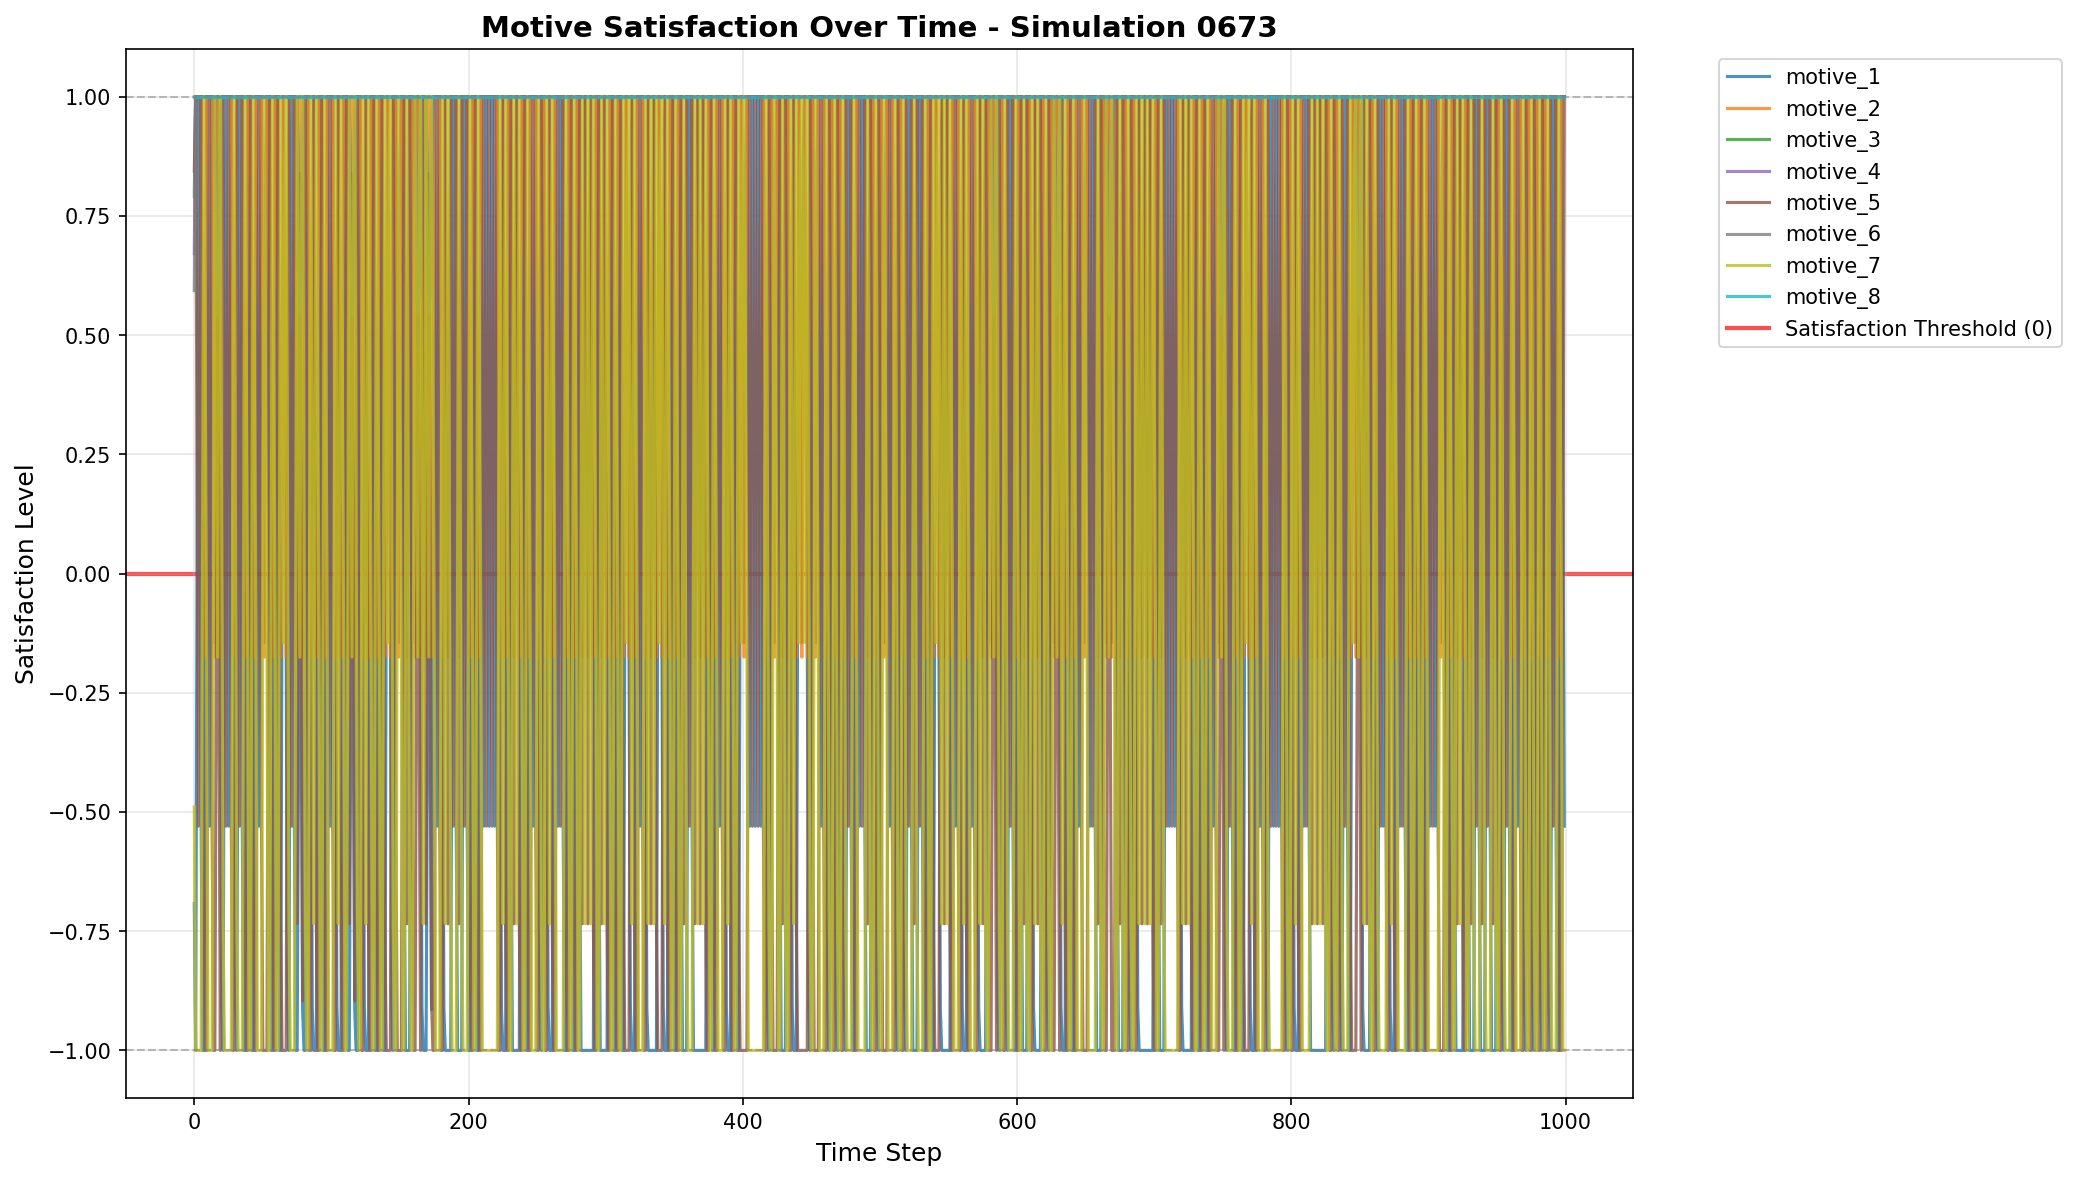 Motive Satisfaction Over Time - Simulation 0673
1.00
0.75
0.50
0.25
0.00
−0.25
−0.50
−0.75
−1.00
Satisfaction Level
0
200
400
600
800
1000
Time Step
motive_1
motive_2
motive_3
motive_4
motive_5
motive_6
motive_7
motive_8
Satisfaction Threshold (0)